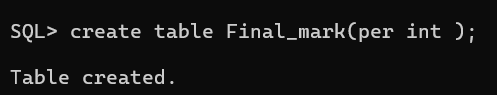 SQL> create table Final_mark(per int );
Table created.